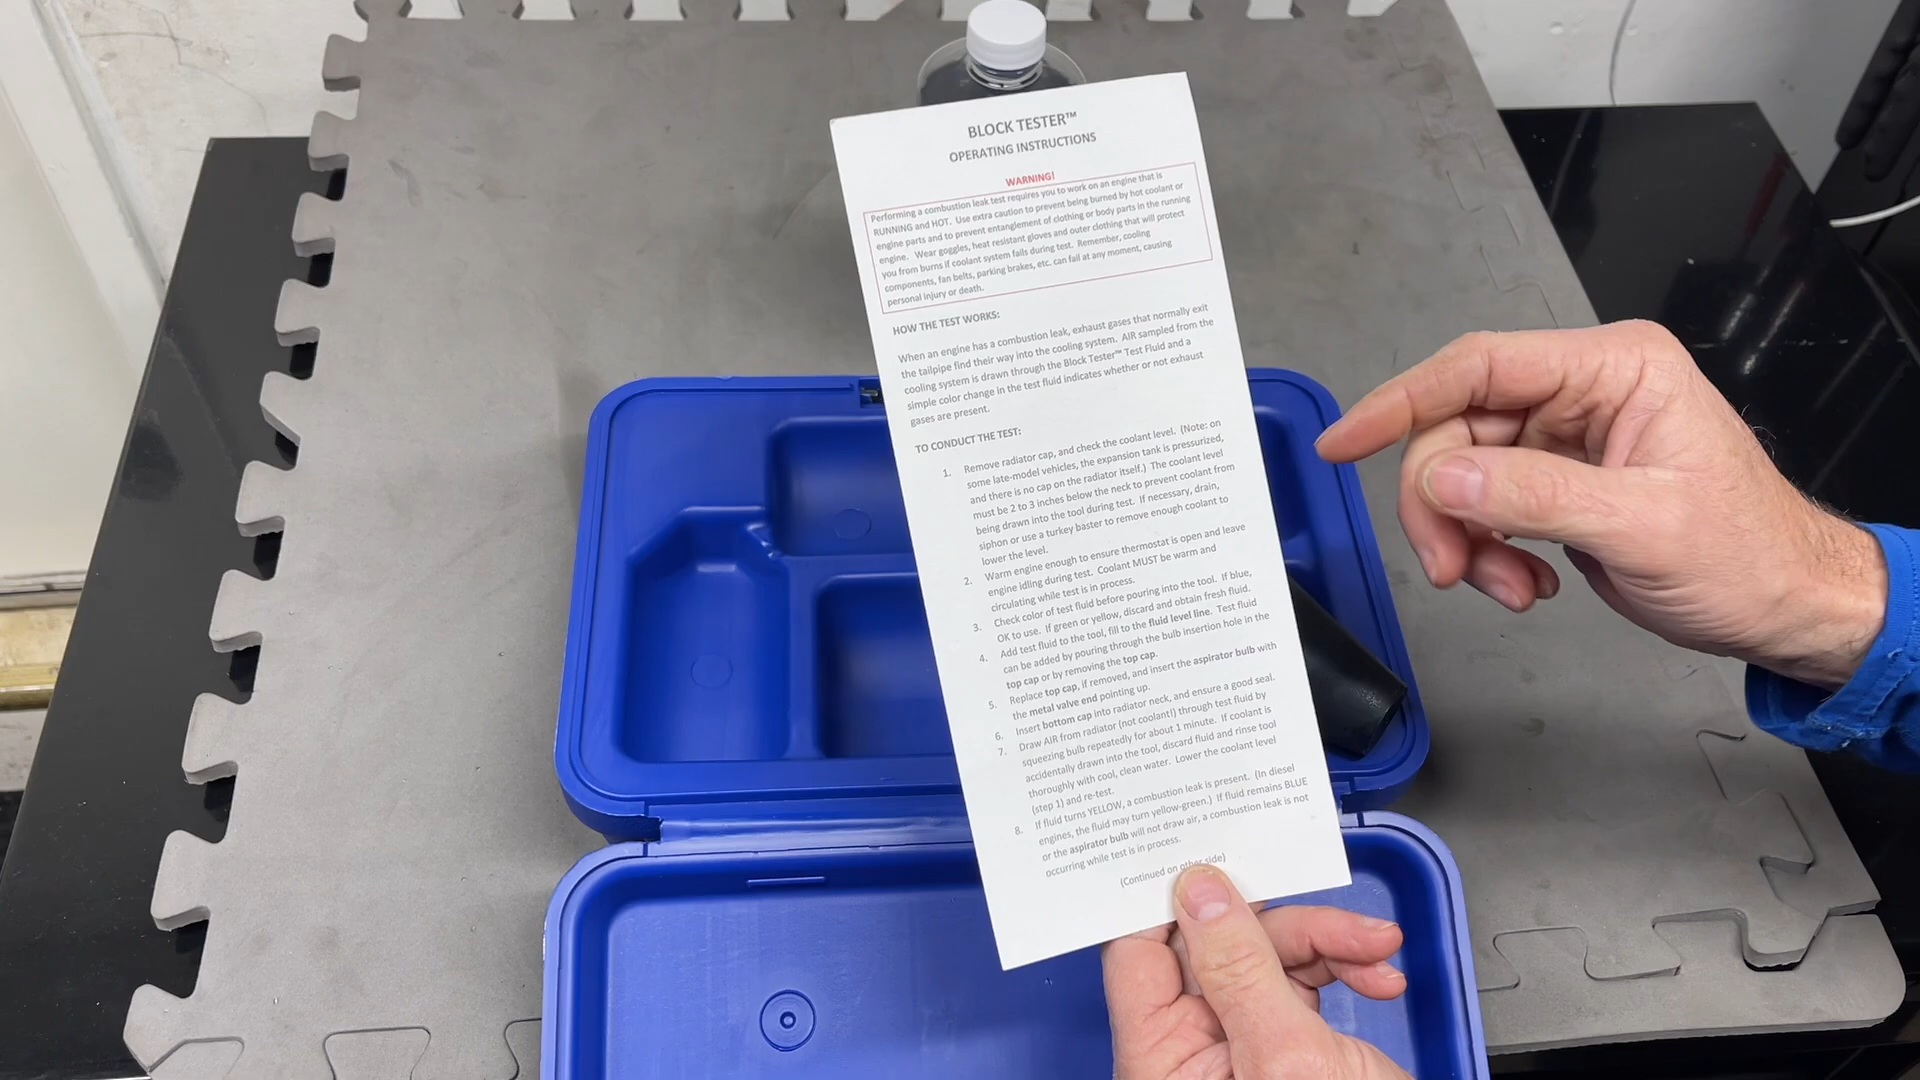 BLOCK TESTER™
OPERATING INSTRUCTIONS
WARNING!
Performing a combustion leak test requires you to work on an engine that is
RUNNING and HOT. Use extra caution to prevent being burned by hot coolant or
engine parts and to prevent entanglement of clothing or body parts in the running
engine. Wear goggles, heat resistant gloves and outer clothing that will protect
you from burns if coolant system fails during test. Remember, cooling
components, fan belts, parking brakes, etc. can fail at any moment, causing
personal injury or death.
HOW THE TEST WORKS:
When an engine has a combustion leak, exhaust gases that normally exit
the tailpipe find their way into the cooling system. AIR sampled from the
cooling system is drawn through the Block Tester™ Test Fluid and a
simple color change in the test fluid indicates whether or not exhaust
gases are present.
TO CONDUCT THE TEST:
1. Remove radiator cap, and check the coolant level. (Note: on
some late-model vehicles, the expansion tank is pressurized,
and there is no cap on the radiator itself.) The coolant level
must be 2 to 3 inches below the neck to prevent coolant from
being drawn into the tool during test. If necessary, drain,
siphon or use a turkey baster to remove enough coolant to
lower the level.
2. Warm engine enough to ensure thermostat is open and leave
engine idling during test. Coolant MUST be warm and
circulating while test is in process.
3. Check color of test fluid before pouring into the tool. If blue,
OK to use. If green or yellow, discard and obtain fresh fluid.
4. Add test fluid to the tool, fill to the fluid level line. Test fluid
can be added by pouring through the bulb insertion hole in the
top cap or by removing the top cap.
5. Replace top cap, if removed, and insert the aspirator bulb with
the metal valve end pointing up.
6. Insert bottom cap into radiator neck, and ensure a good seal.
7. Draw AIR from radiator (not coolant!) through test fluid by
squeezing bulb repeatedly for about 1 minute. If coolant is
accidentally drawn into the tool, discard fluid and rinse tool
thoroughly with cool, clean water. Lower the coolant level
(step 1) and re-test.
8. If fluid turns YELLOW, a combustion leak is present. (In diesel
engines, the fluid may turn yellow-green.) If fluid remains BLUE
or the aspirator bulb will not draw air, a combustion leak is not
occurring while test is in process.
(Continued on other side)